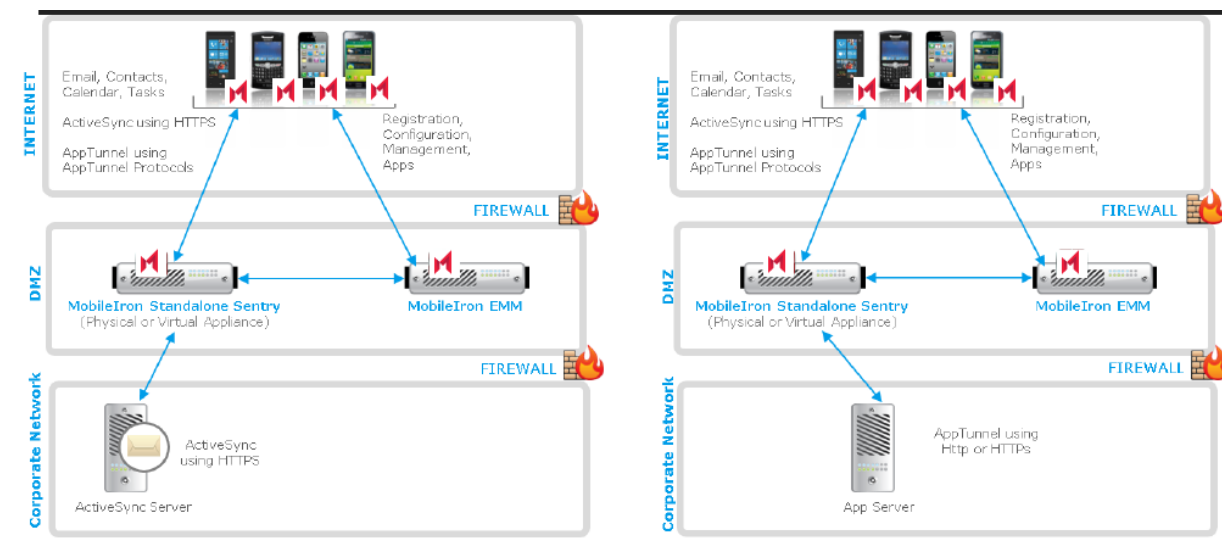 INTERNET
Email, Contacts,
Calendar, Tasks
ActiveSync using HTTPS
AppTunnel using
AppTunnel Protocols
Registration,
Configuration,
Management,
Apps
FIREWALL
DMZ
MobileIron Standalone Sentry
(Physical or Virtual Appliance)
MobileIron EMM
FIREWALL
Corporate Network
ActiveSync
using HTTPS
ActiveSync Server
INTERNET
Email, Contacts,
Calendar, Tasks
ActiveSync using HTTPS
AppTunnel using
AppTunnel Protocols
Registration,
Configuration,
Management,
Apps
FIREWALL
DMZ
MobileIron Standalone Sentry
(Physical or Virtual Appliance)
MobileIron EMM
FIREWALL
Corporate Network
AppTunnel using
Http or HTTPs
App Server